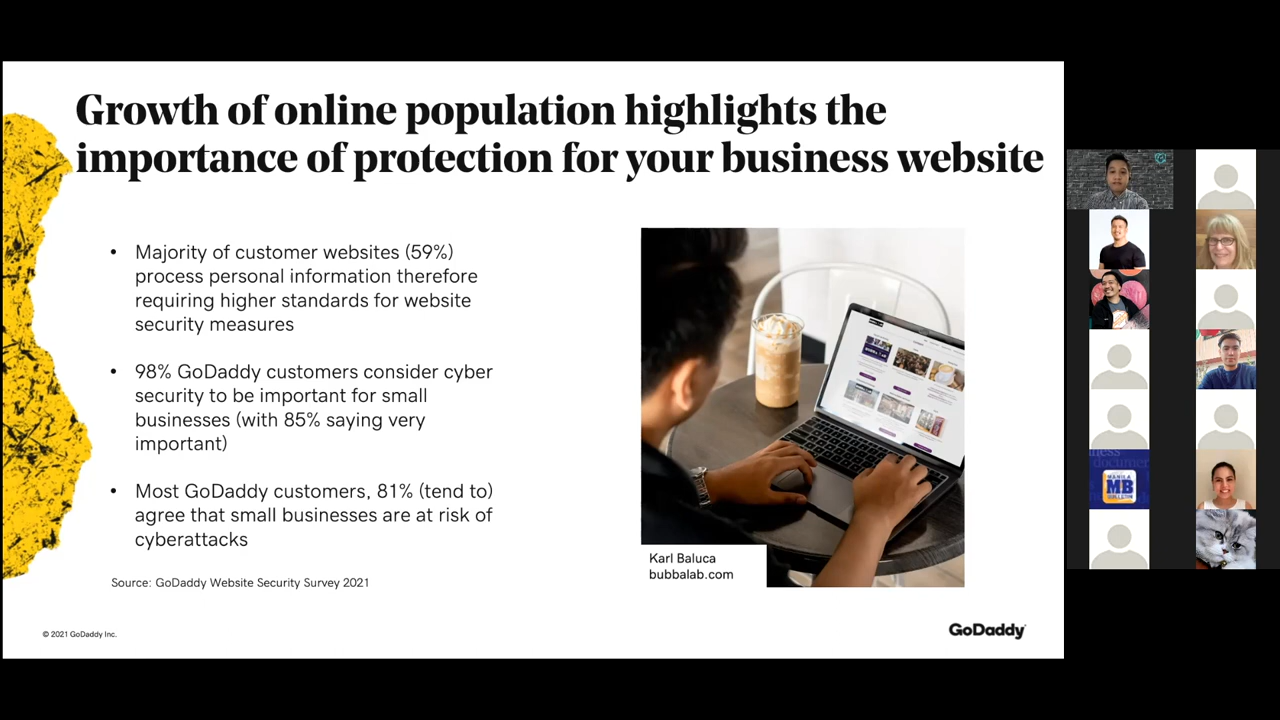 Growth of online population highlights the
importance of protection for your business website
• Majority of customer websites (59%)
process personal information therefore
requiring higher standards for website
security measures
• 98% GoDaddy customers consider cyber
security to be important for small
businesses (with 85% saying very
important)
• Most GoDaddy customers, 81% (tend to)
agree that small businesses are at risk of
cyberattacks
Source: GoDaddy Website Security Survey 2021
Karl Baluca
bubbalab.com
© 2021 GoDaddy Inc.
GoDaddy
MANILA
MB
BULLETIN